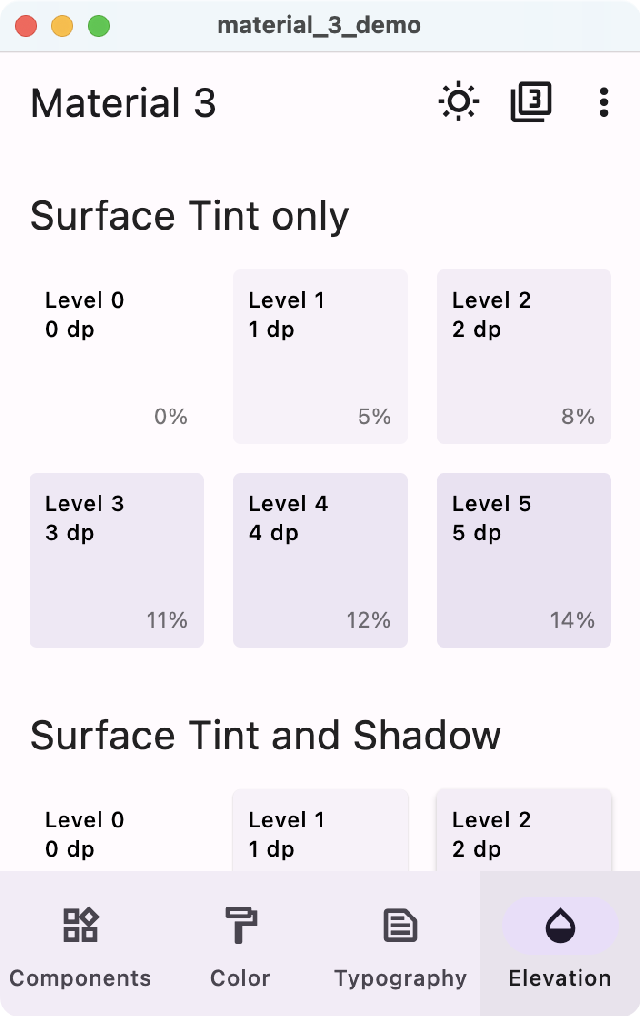 material_3_demo
Material 3
3
Surface Tint only
Level 0
0 dp
0%
Level 1
1 dp
5%
Level 2
2 dp
8%
Level 3
3 dp
11%
Level 4
4 dp
12%
Level 5
5 dp
14%
Surface Tint and Shadow
Level 0
0 dp
Level 1
1 dp
Level 2
2 dp
Components
Color
Typography
Elevation